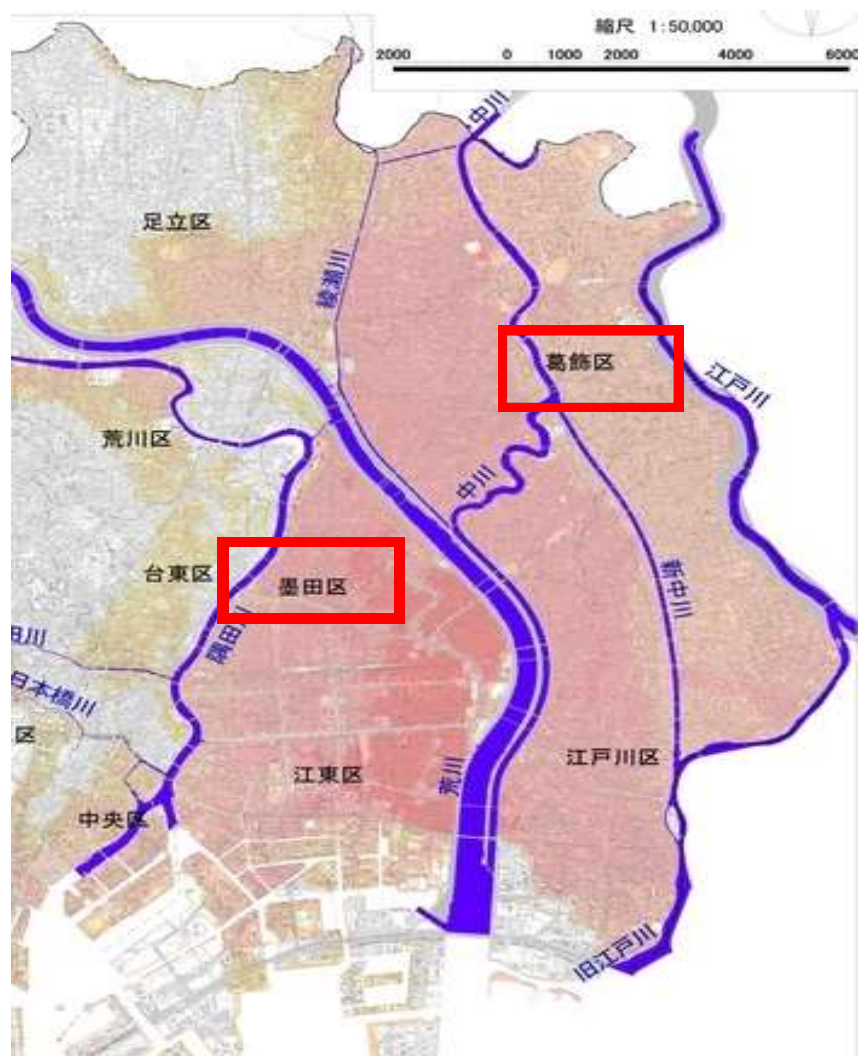 縮尺 1:50,000
2000 0 1000 2000 4000 6000
中川
足立区
綾瀬川
葛飾区
江戸川
荒川区
中川
台東区
墨田区
新中川
隅田川
日本橋川
区
江東区
荒川
江戸川区
中央区
旧江戸川